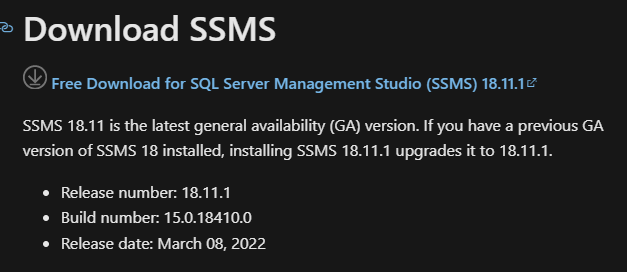 Download SSMS
Free Download for SQL Server Management Studio (SSMS) 18.11.1
SSMS 18.11 is the latest general availability (GA) version. If you have a previous GA
version of SSMS 18 installed, installing SSMS 18.11.1 upgrades it to 18.11.1.
• Release number: 18.11.1
• Build number: 15.0.18410.0
• Release date: March 08, 2022